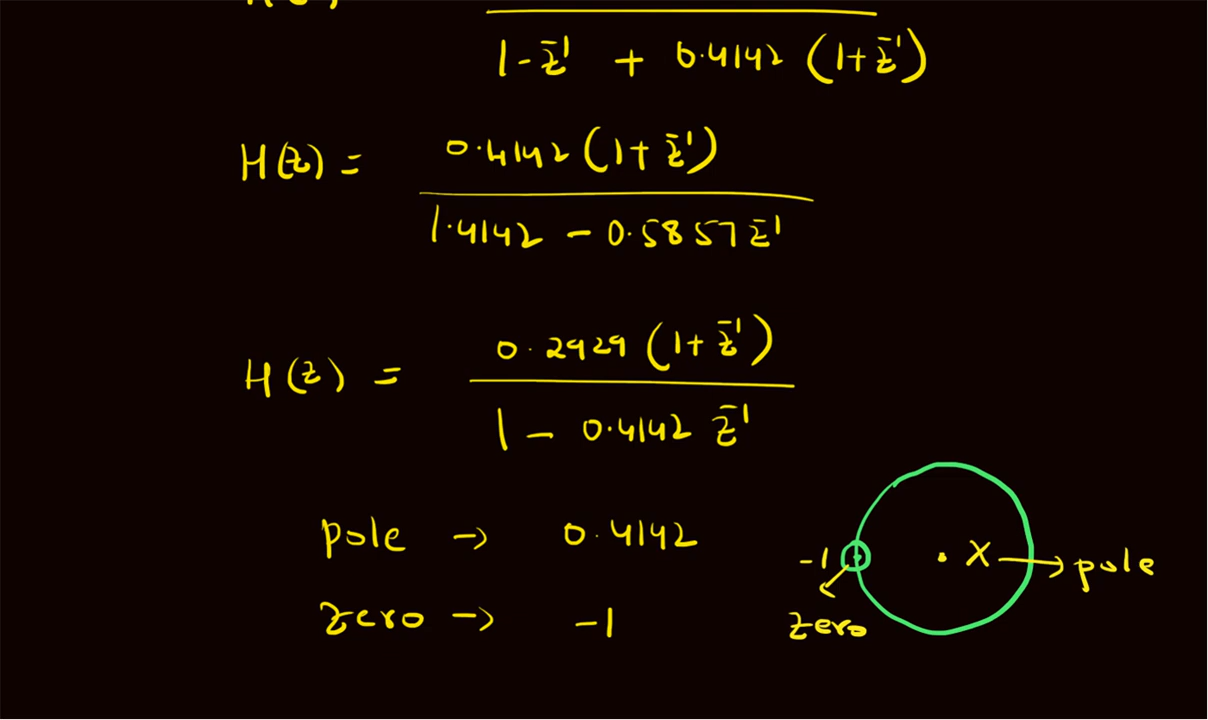 1 - z⁻¹ + 0.4142 (1+z⁻¹)
H(z) =
0.4142 (1+ z⁻¹)
1.4142 - 0.5857 z⁻¹
H(z) =
0.2929 (1+ z⁻¹)
1 - 0.4142 z⁻¹
pole → 0.4142
zero → -1
-1
X → pole
zero